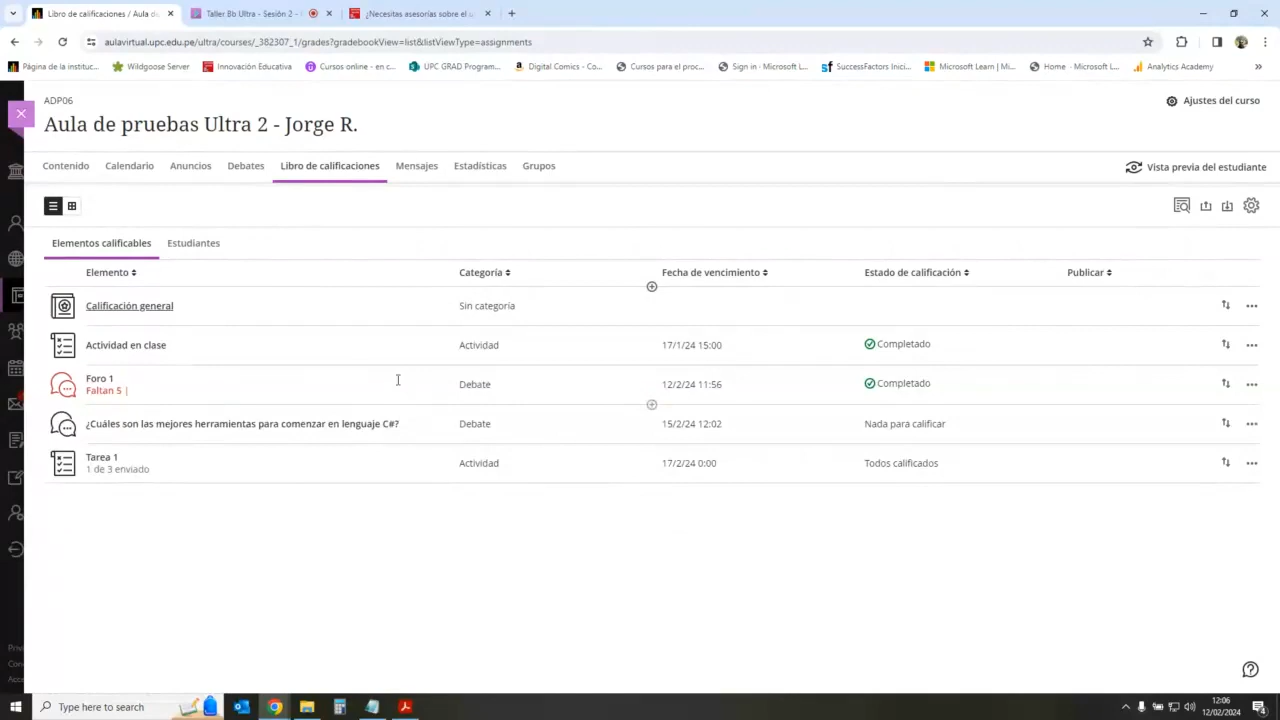 Libro de calificaciones / Aula de
Taller Bb Ultra - Sesión 2 -
¿Necesitas asesorías sobre el u
aulavirtual.upc.edu.pe/ultra/courses/_382307_1/grades?gradebookView=list&listViewType=assignments
Página de la instituc...
Wildgoose Server
Innovación Educativa
Cursos online - en c...
UPC GRAD Program...
Digital Comics - Co...
Cursos para el proc...
Sign in · Microsoft L...
SuccessFactors Inici...
Microsoft Learn | Mi...
Home · Microsoft L...
Analytics Academy
ADP06
Ajustes del curso
Aula de pruebas Ultra 2 - Jorge R.
Contenido Calendario Anuncios Debates Libro de calificaciones Mensajes Estadísticas Grupos
Vista previa del estudiante
Elementos calificables Estudiantes
Elemento Categoría Fecha de vencimiento Estado de calificación Publicar
Calificación general Sin categoría
Actividad en clase Actividad 17/1/24 15:00 Completado
Foro 1
Faltan 5 |
Debate 12/2/24 11:56 Completado
¿Cuáles son las mejores herramientas para comenzar en lenguaje C#? Debate 15/2/24 12:02 Nada para calificar
Tarea 1
1 de 3 enviado
Actividad 17/2/24 0:00 Todos calificados
Priv
Con
Acce
Type here to search
12:06
12/02/2024
4